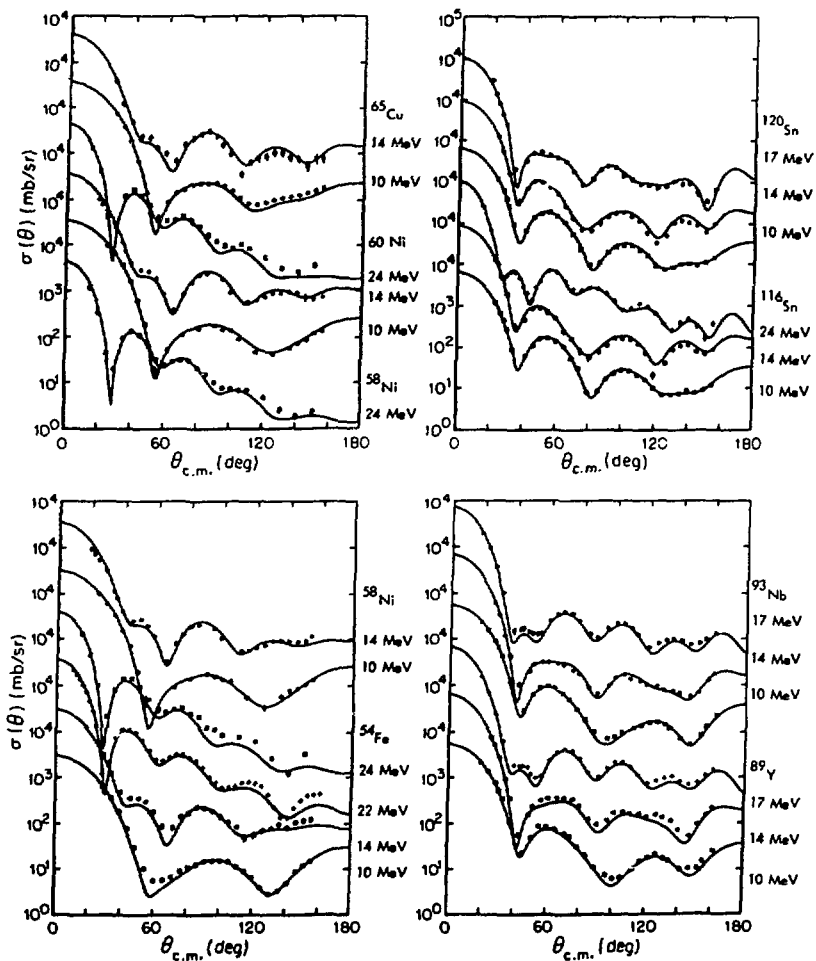 10⁴
10⁴
10⁴
10⁴
10⁴
10⁴
10³
10²
10¹
10⁰
σ(θ) (mb/sr)
⁶⁵Cu
14 MeV
10 MeV
⁶⁰Ni
24 MeV
14 MeV
10 MeV
⁵⁸Ni
24 MeV
0 60 120 180
θc.m. (deg)
10⁵
10⁴
10⁴
10⁴
10⁴
10⁴
10⁴
10³
10²
10¹
10⁰
¹²⁰Sn
17 MeV
14 MeV
10 MeV
¹¹⁶Sn
24 MeV
14 MeV
10 MeV
0 60 120 180
θc.m. (deg)
10⁴
10⁴
10⁴
10⁴
10⁴
10⁴
10³
10²
10¹
10⁰
σ(θ) (mb/sr)
⁵⁸Ni
14 MeV
10 MeV
⁵⁴Fe
24 MeV
22 MeV
14 MeV
10 MeV
0 60 120 180
θc.m. (deg)
10⁴
10⁴
10⁴
10⁴
10⁴
10⁴
10³
10²
10¹
10⁰
⁹³Nb
17 MeV
14 MeV
10 MeV
⁸⁹Y
17 MeV
14 MeV
10 MeV
0 60 120 180
θc.m. (deg)